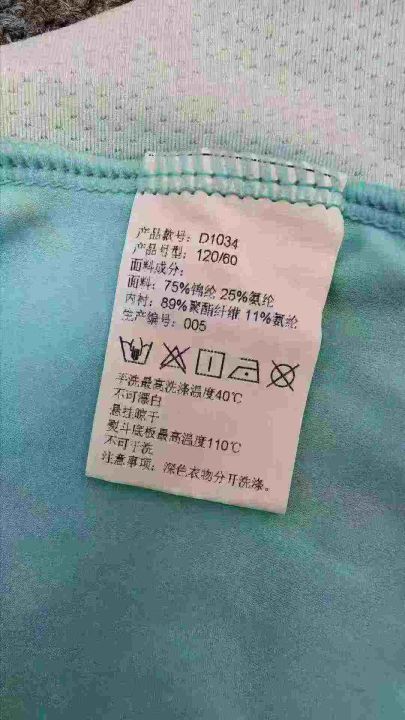 产品款号: D1034
产品号型: 120/60
面料成分:
面料: 75%锦纶 25%氨纶
内衬: 89%聚酯纤维 11%氨纶
生产编号: 005
手洗最高洗涤温度40℃
不可漂白
悬挂晾干
熨斗底板最高温度110℃
不可干洗
注意事项: 深色衣物分开洗涤。